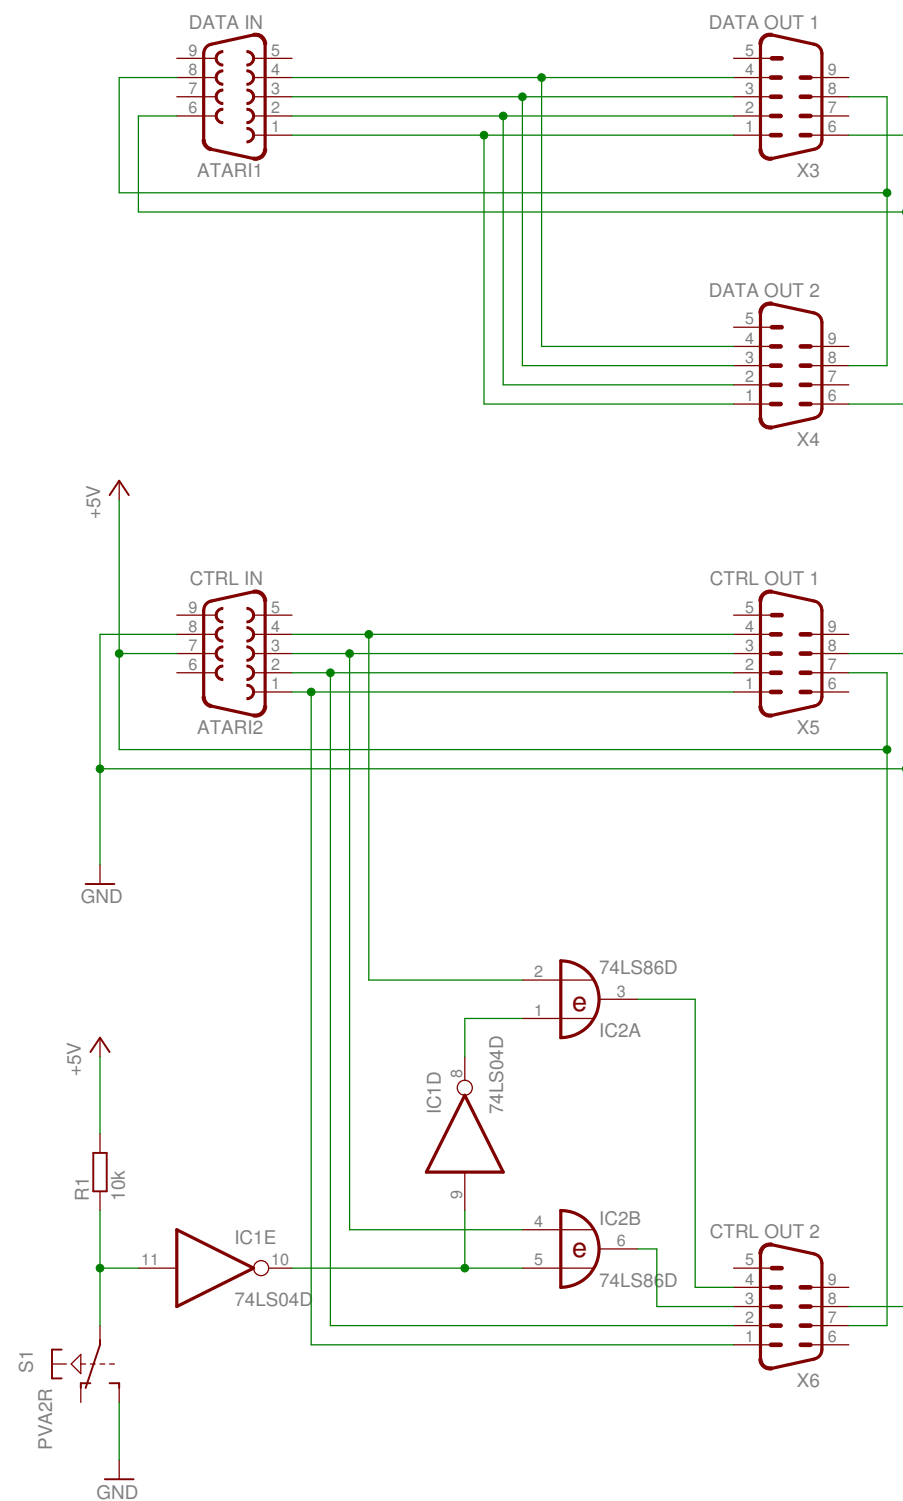 DATA IN
DATA OUT 1
9
8
7
6
5
4
3
2
1
5
4
3
2
1
9
8
7
6
ATARI1
X3
DATA OUT 2
5
4
3
2
1
9
8
7
6
X4
+5V
CTRL IN
CTRL OUT 1
9
8
7
6
5
4
3
2
1
5
4
3
2
1
9
8
7
6
ATARI2
X5
GND
74LS86D
2
1
e
3
IC2A
+5V
IC1D
8
74LS04D
9
R1
10k
IC2B
4
5
e
6
74LS86D
IC1E
11
10
74LS04D
CTRL OUT 2
5
4
3
2
1
9
8
7
6
X6
S1
PVA2R
GND